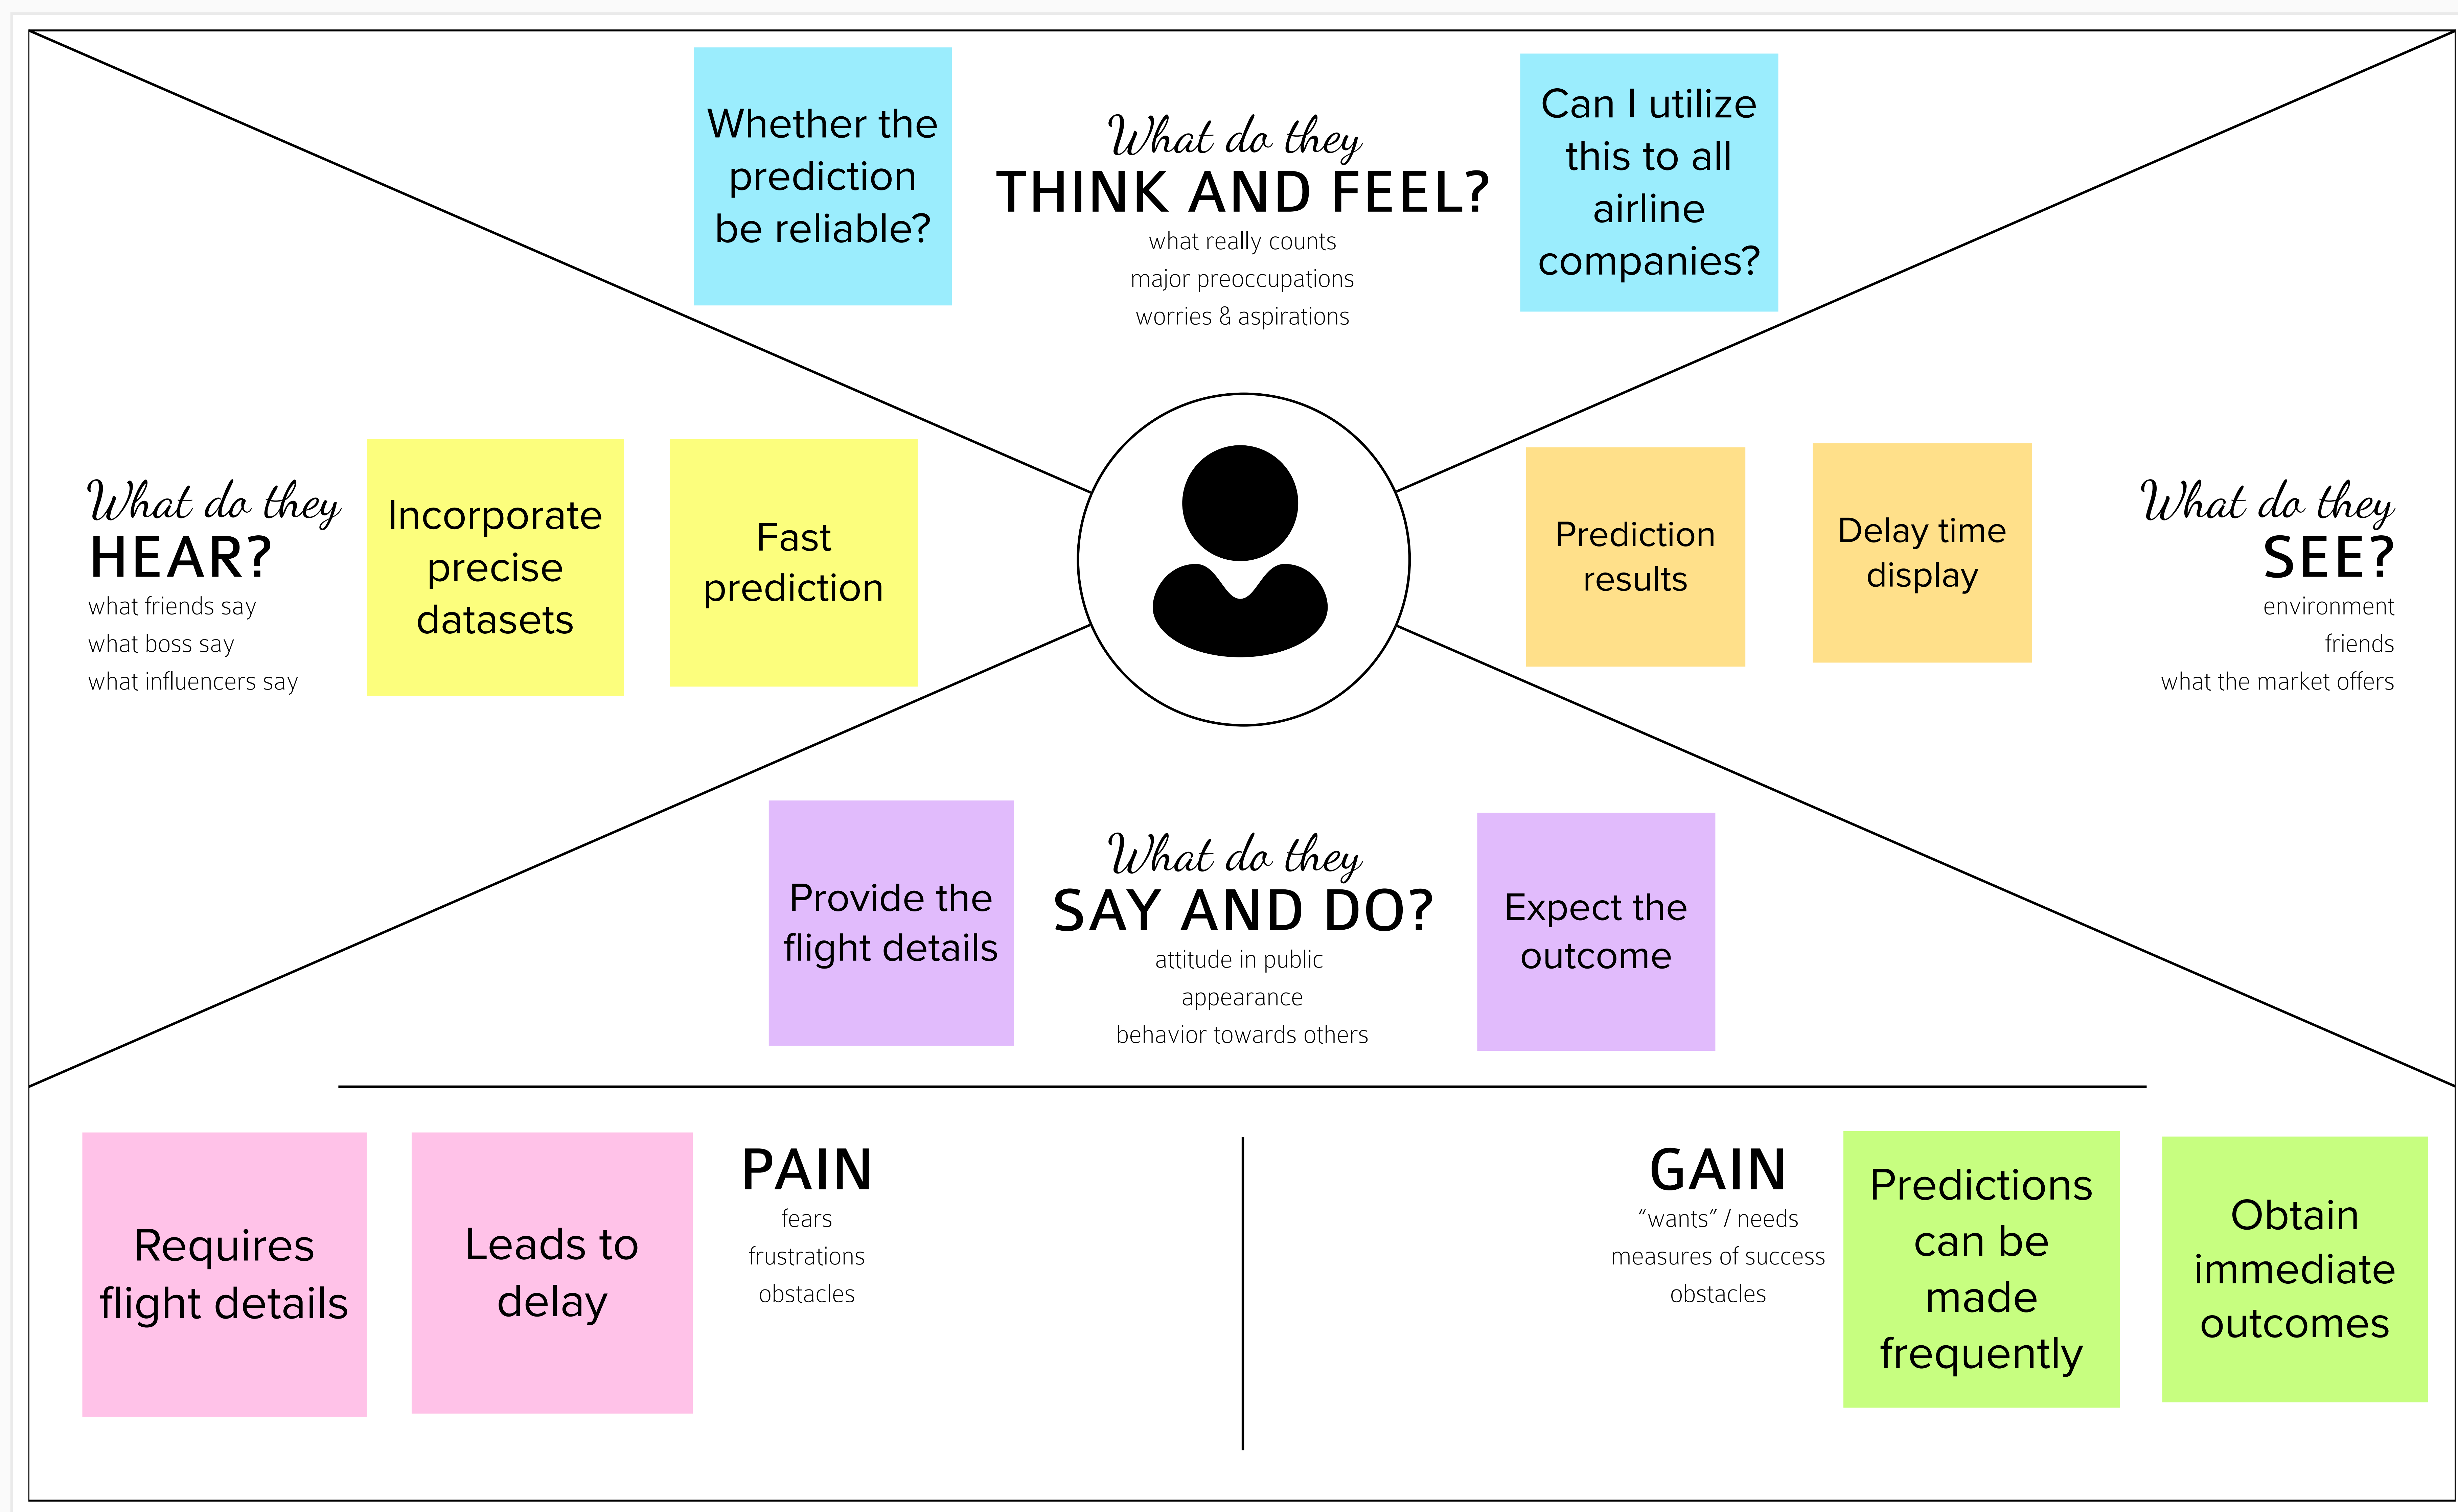 Whether the
prediction
be reliable?
What do they
THINK AND FEEL?
what really counts
major preoccupations
worries & aspirations
Can I utilize
this to all
airline
companies?
What do they
HEAR?
what friends say
what boss say
what influencers say
Incorporate
precise
datasets
Fast
prediction
Prediction
results
Delay time
display
What do they
SEE?
environment
friends
what the market offers
Provide the
flight details
What do they
SAY AND DO?
attitude in public
appearance
behavior towards others
Expect the
outcome
Requires
flight details
Leads to
delay
PAIN
fears
frustrations
obstacles
GAIN
“wants” / needs
measures of success
obstacles
Predictions
can be
made
frequently
Obtain
immediate
outcomes